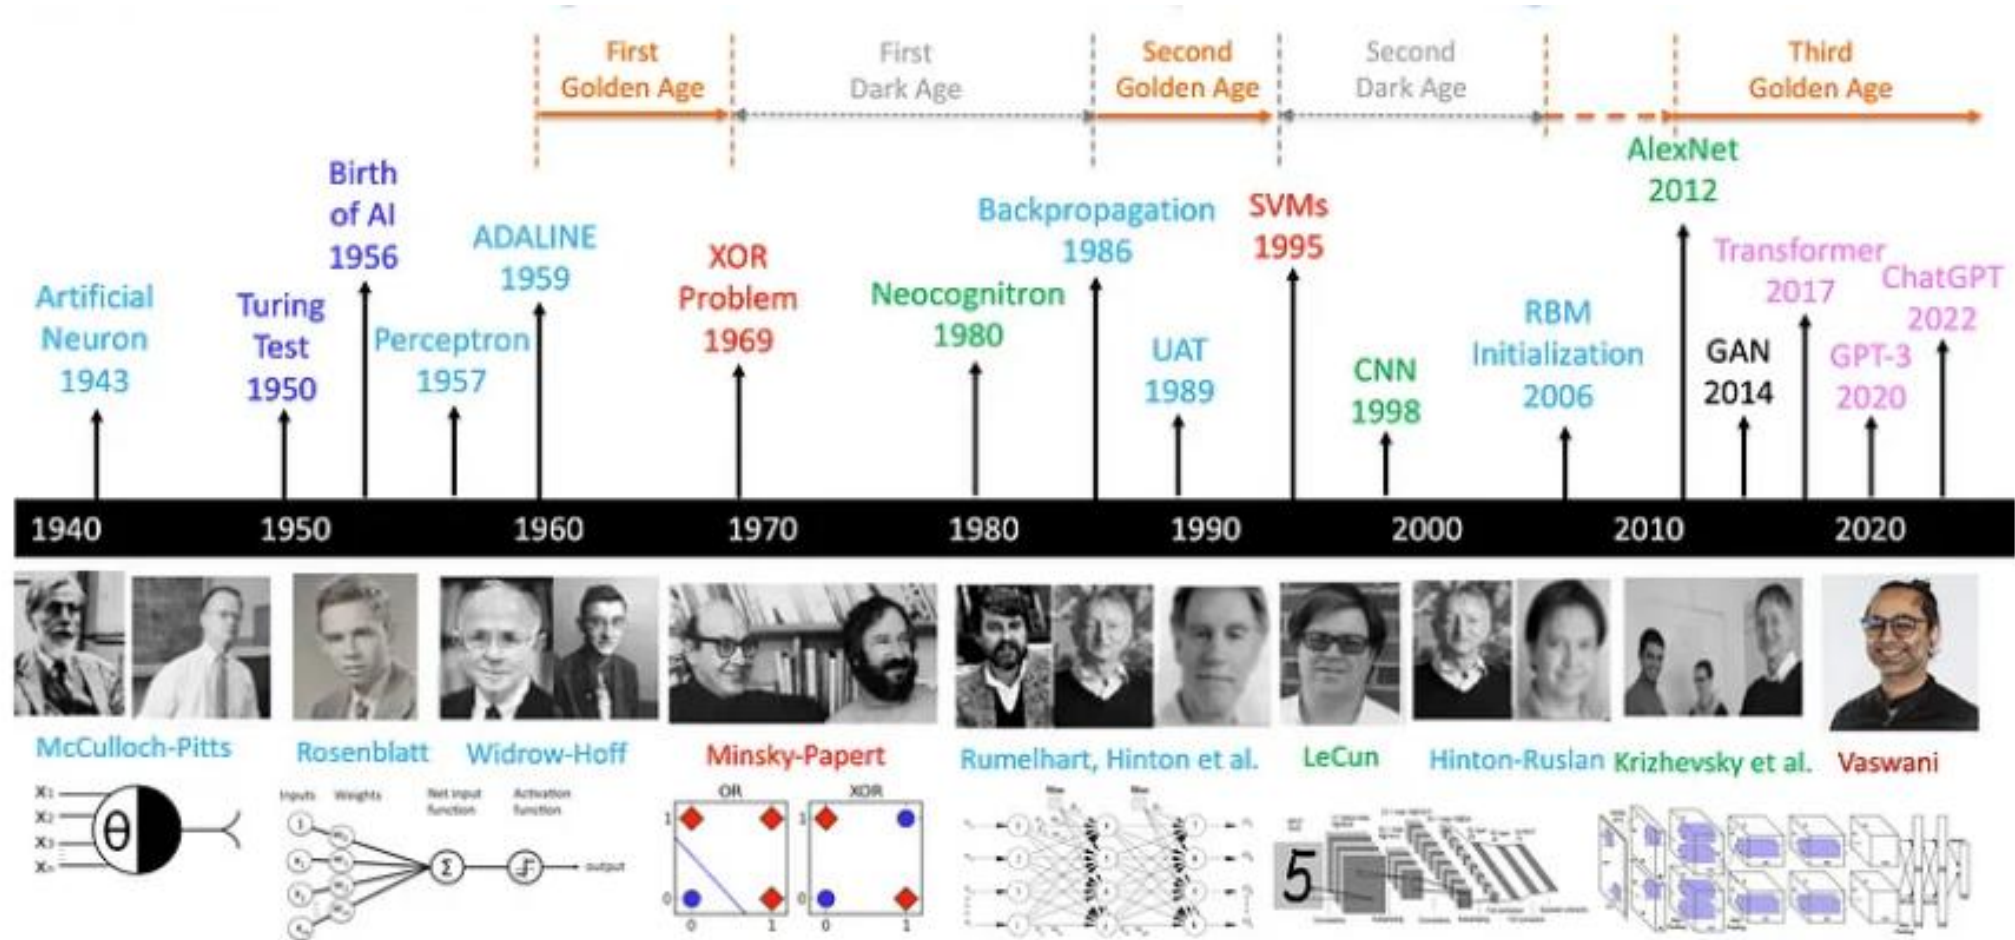 First
Golden Age
First
Dark Age
Second
Golden Age
Second
Dark Age
Third
Golden Age
Artificial
Neuron
1943
Turing
Test
1950
Birth
of AI
1956
Perceptron
1957
ADALINE
1959
XOR
Problem
1969
Neocognitron
1980
Backpropagation
1986
UAT
1989
SVMs
1995
CNN
1998
RBM
Initialization
2006
AlexNet
2012
GAN
2014
Transformer
2017
GPT-3
2020
ChatGPT
2022
1940 1950 1960 1970 1980 1990 2000 2010 2020
McCulloch-Pitts
Rosenblatt
Widrow-Hoff
Minsky-Papert
Rumelhart, Hinton et al.
LeCun
Hinton-Ruslan
Krizhevsky et al.
Vaswani
X1
X2
X3
Xn
θ
Inputs Weights
Net input
function
Activation
function
1
Σ
output
OR
1
0
0 1
XOR
1
0
0 1
5